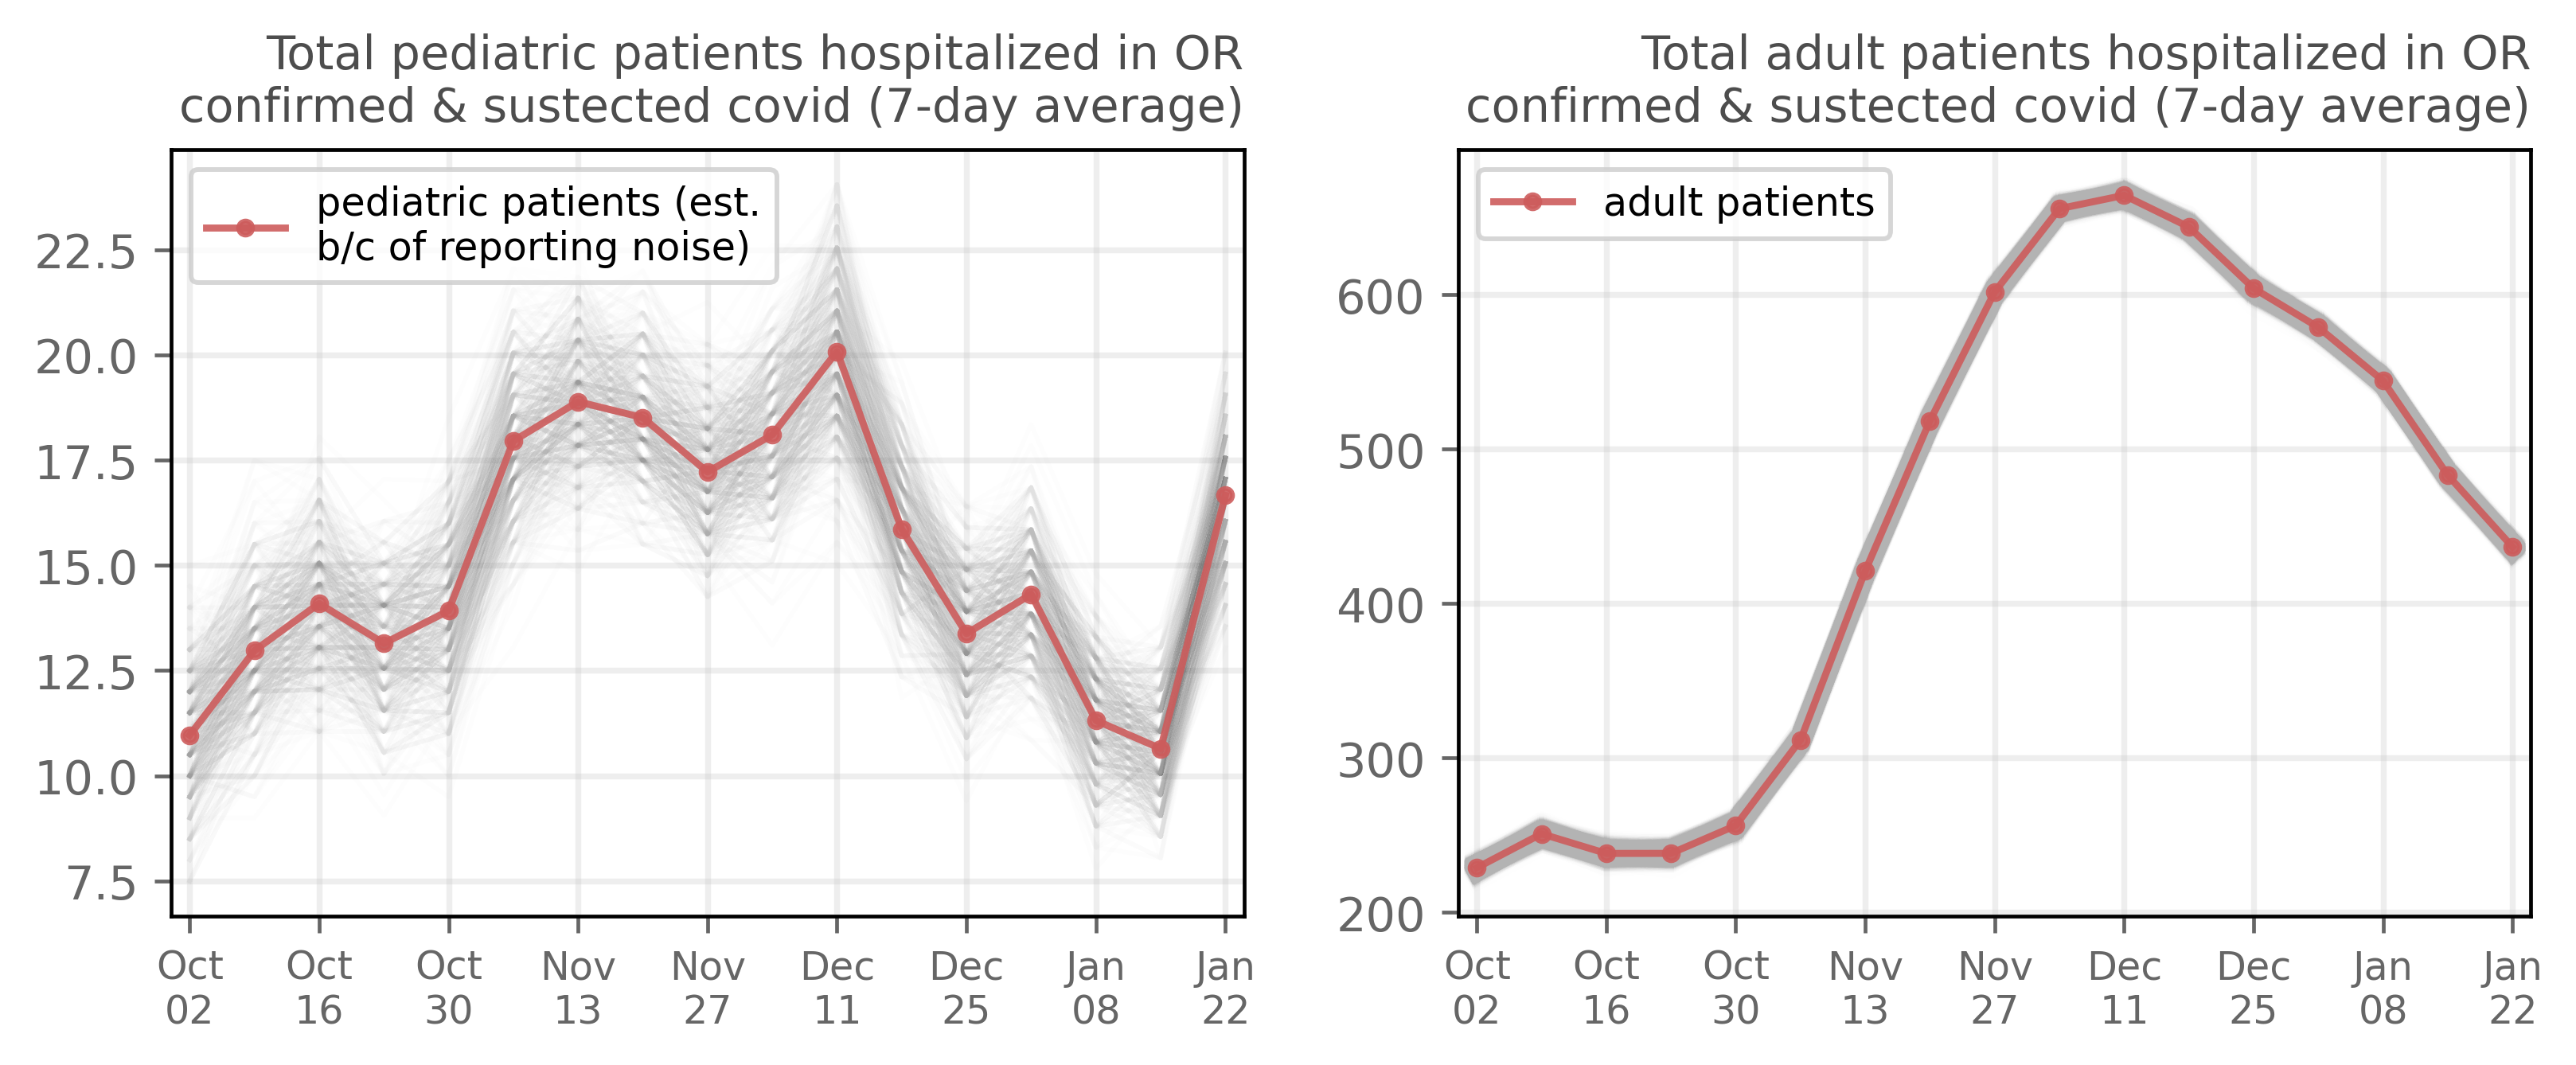 Total pediatric patients hospitalized in OR
confirmed & sustected covid (7-day average)
pediatric patients (est.
b/c of reporting noise)
22.5
20.0
17.5
15.0
12.5
10.0
7.5
Oct Oct Oct Nov Nov Dec Dec Jan Jan
02 16 30 13 27 11 25 08 22
Total adult patients hospitalized in OR
confirmed & sustected covid (7-day average)
adult patients
600
500
400
300
200
Oct Oct Oct Nov Nov Dec Dec Jan Jan
02 16 30 13 27 11 25 08 22